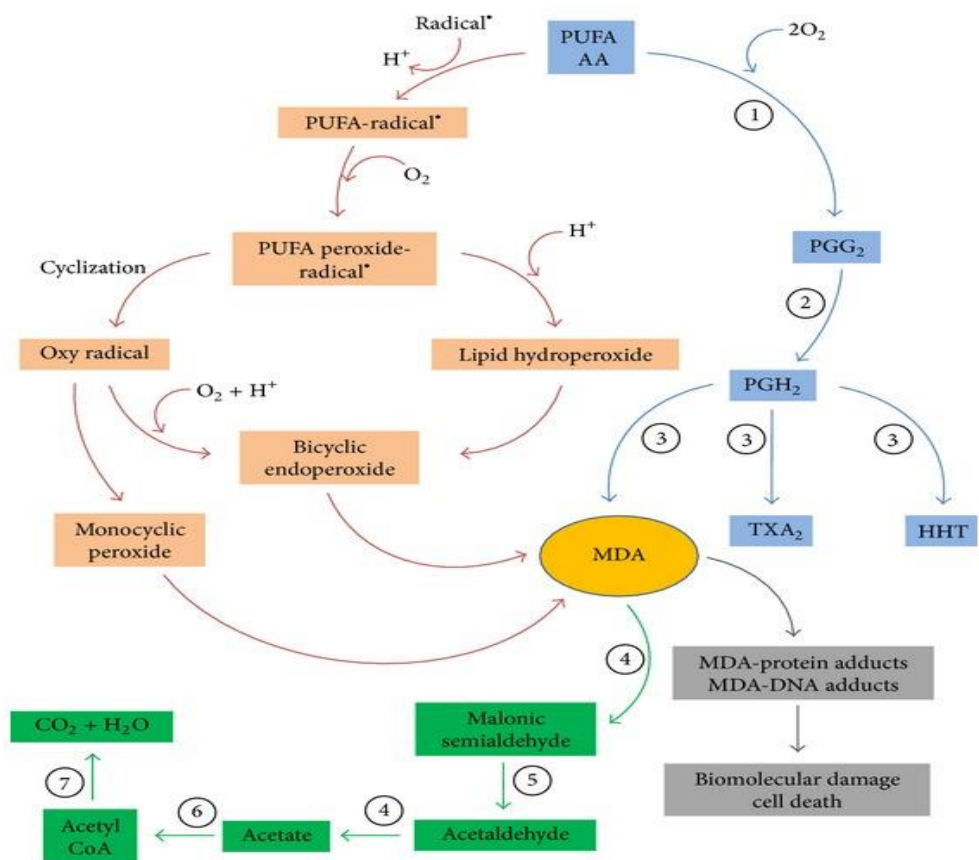 Radical•
H⁺
PUFA
AA
2O₂
1
PUFA-radical•
O₂
PUFA peroxide-
radical•
H⁺
PGG₂
Cyclization
2
Oxy radical
Lipid hydroperoxide
PGH₂
O₂ + H⁺
3
3
3
Bicyclic
endoperoxide
Monocyclic
peroxide
MDA
TXA₂
HHT
4
MDA-protein adducts
MDA-DNA adducts
CO₂ + H₂O
Malonic
semialdehyde
7
5
Biomolecular damage
cell death
Acetyl
CoA
6
Acetate
4
Acetaldehyde